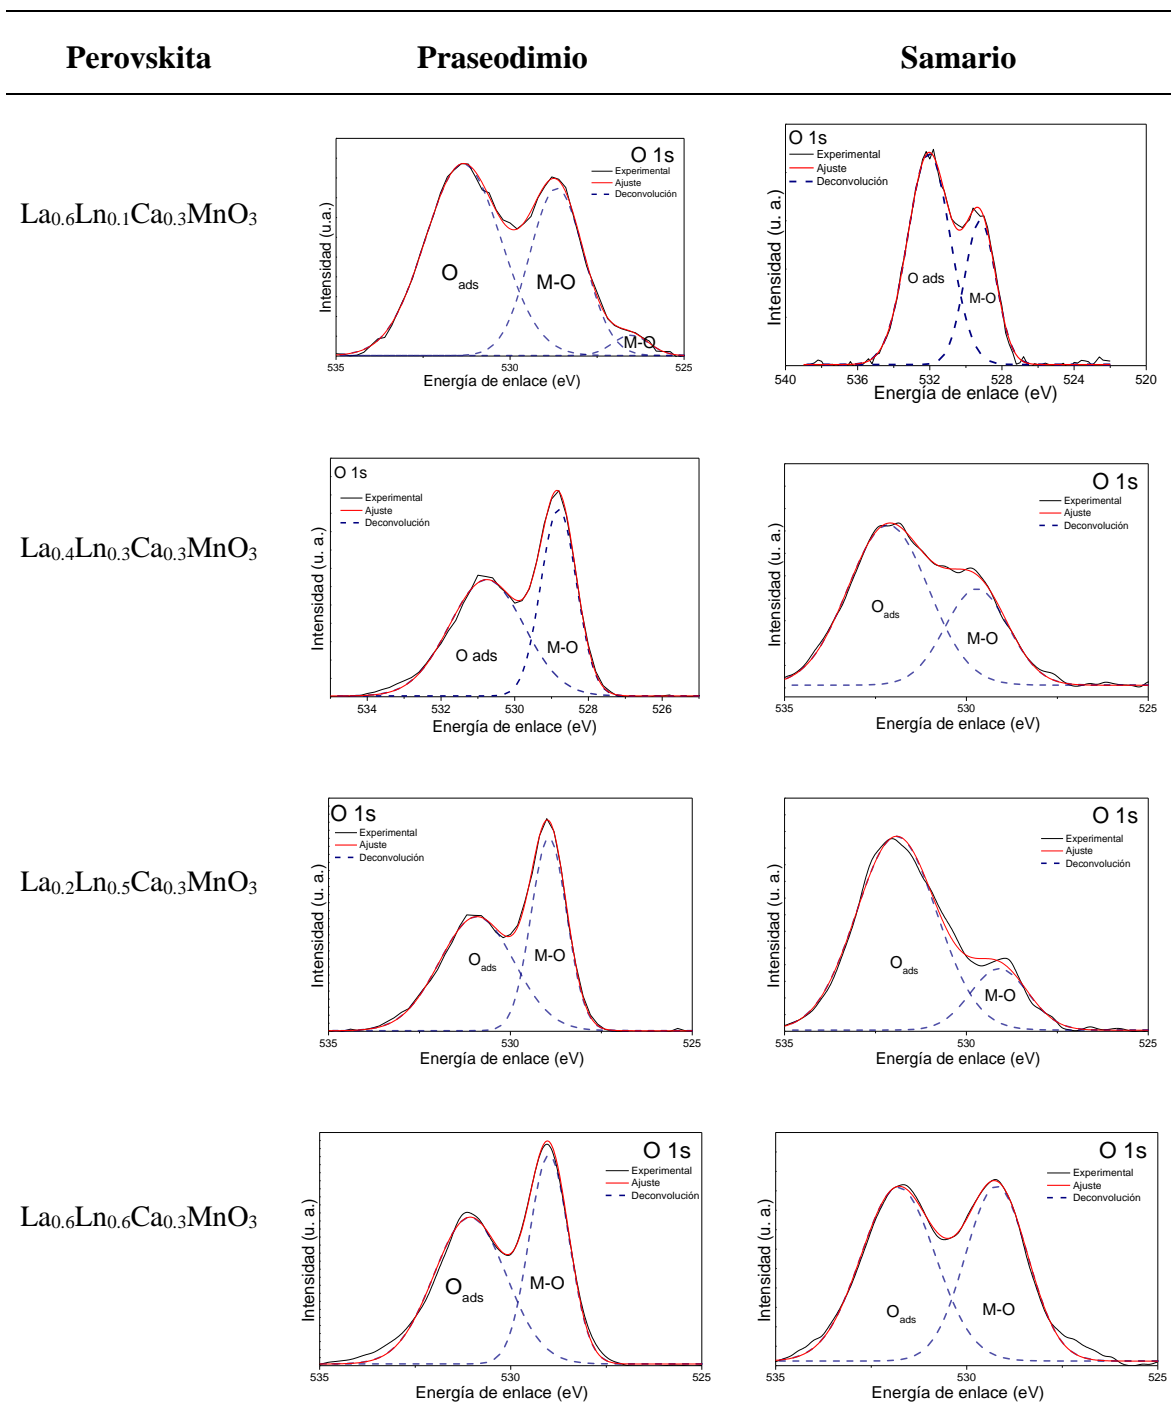 Perovskita Praseodimio Samario
La0.6Ln0.1Ca0.3MnO3
O 1s
Experimental
Ajuste
Deconvolución
Intensidad (u.a.)
Oads
M-O
M-O
535 530 525
Energía de enlace (eV)
O 1s
Experimental
Ajuste
Deconvolución
Intensidad (u. a.)
O ads
M-O
540 536 532 528 524 520
Energía de enlace (eV)
La0.4Ln0.3Ca0.3MnO3
O 1s
Experimental
Ajuste
Deconvolución
Intensidad (u. a.)
O ads
M-O
534 532 530 528 526
Energía de enlace (eV)
O 1s
Experimental
Ajuste
Deconvolución
Intensidad (u. a.)
Oads
M-O
535 530 525
Energía de enlace (eV)
La0.2Ln0.5Ca0.3MnO3
O 1s
Experimental
Ajuste
Deconvolución
Intensidad (u. a.)
Oads
M-O
535 530 525
Energía de enlace (eV)
O 1s
Experimental
Ajuste
Deconvolución
Intensidad (u. a.)
Oads
M-O
535 530 525
Energía de enlace (eV)
La0.6Ln0.6Ca0.3MnO3
O 1s
Experimental
Ajuste
Deconvolución
Intensidad (u. a.)
Oads
M-O
535 530 525
Energía de enlace (eV)
O 1s
Experimental
Ajuste
Deconvolución
Intensidad (u. a.)
Oads
M-O
535 530 525
Energía de enlace (eV)